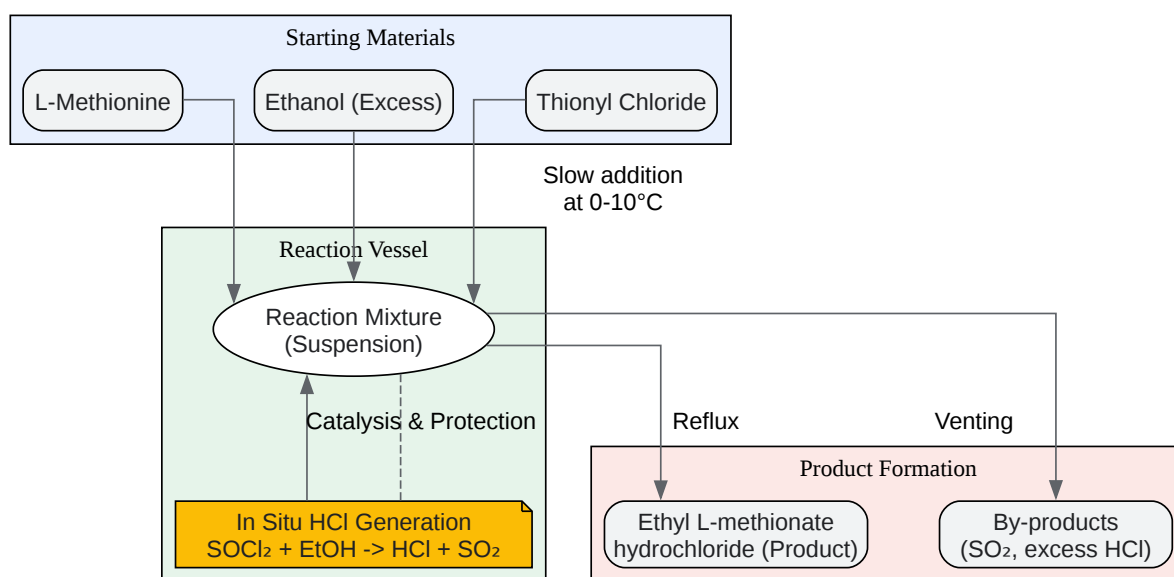 Starting Materials
L-Methionine
Ethanol (Excess)
Thionyl Chloride
Slow addition
at 0-10°C
Reaction Vessel
Reaction Mixture
(Suspension)
Catalysis & Protection
Reflux
Venting
Product Formation
In Situ HCl Generation
SOCl₂ + EtOH -> HCl + SO₂
Ethyl L-methionate
hydrochloride (Product)
By-products
(SO₂, excess HCl)